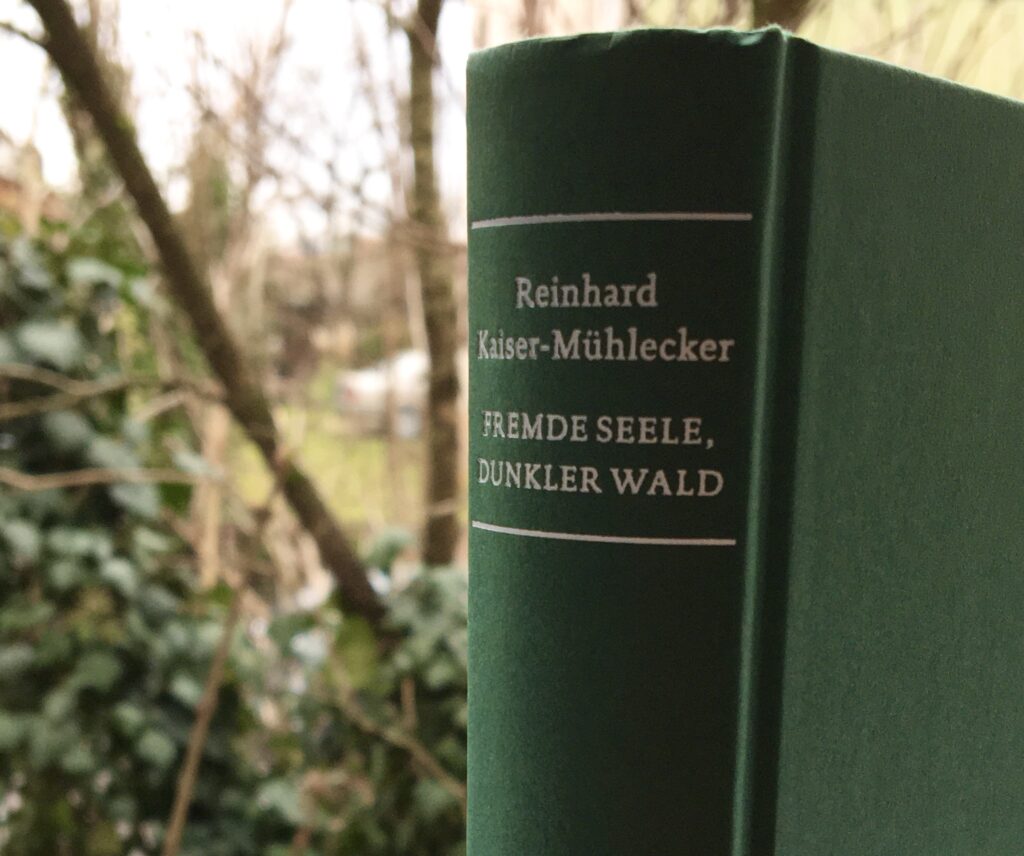 Reinhard
Kaiser-Mühlecker
FREMDE SEELE,
DUNKLER WALD